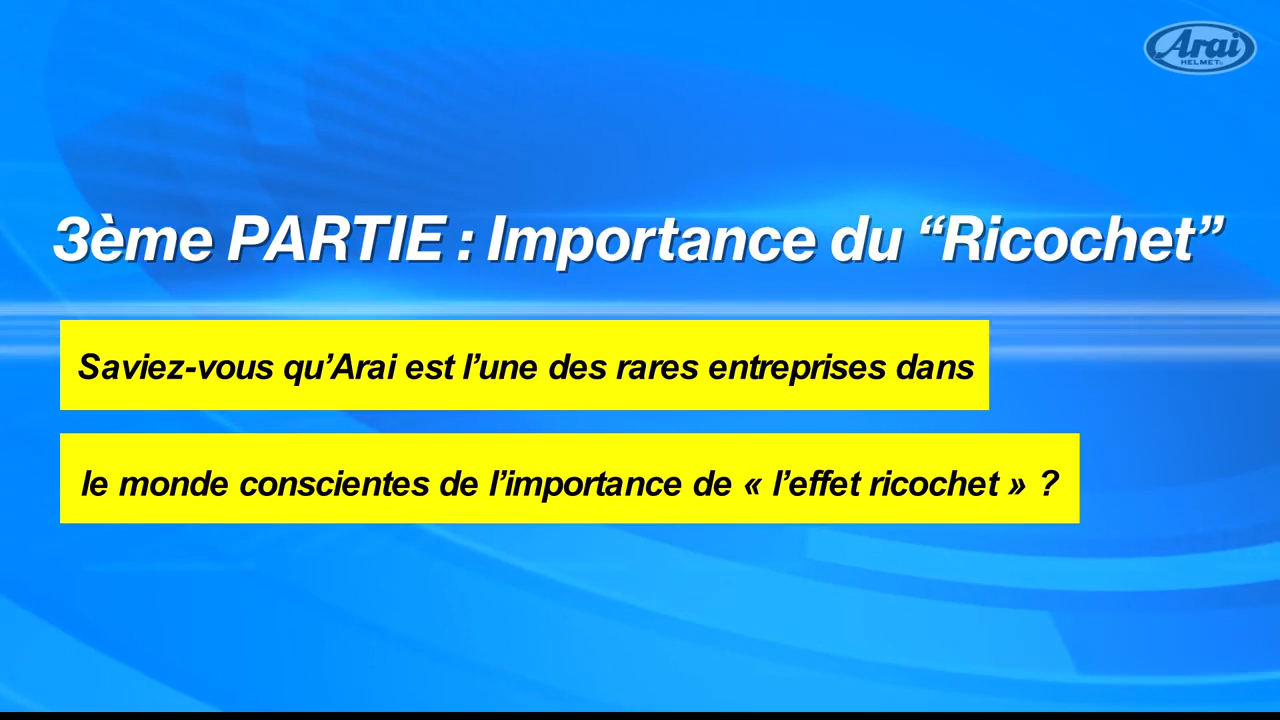 Arai
HELMET
3ème PARTIE : Importance du “Ricochet”
Saviez-vous qu’Arai est l’une des rares entreprises dans
le monde conscientes de l’importance de « l’effet ricochet » ?